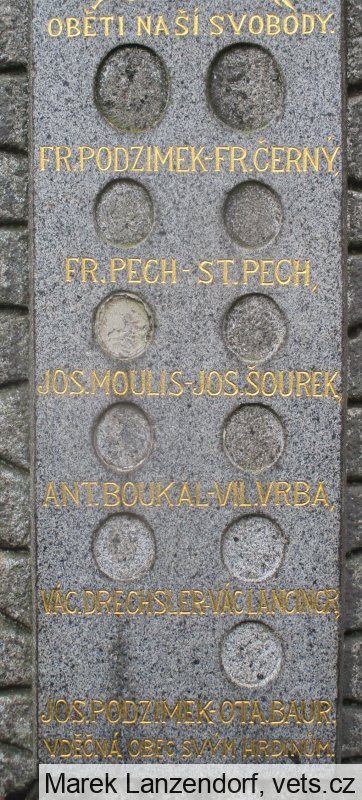 OBĚTI NAŠÍ SVOBODY.
FR.PODZIMEK-FR.ČERNÝ,
FR.PECH-ST.PECH,
JOS.MOULIS-JOS.ŠOUREK,
ANT.BOUKAL-VIL.VRBA,
VÁC.DRECHSLER-VÁC.LANCINGR,
JOS.PODZIMEK-OTA.BAUR.
VDĚČNÁ OBEC SVÝM HRDINŮM.
Marek Lanzendorf, vets.cz